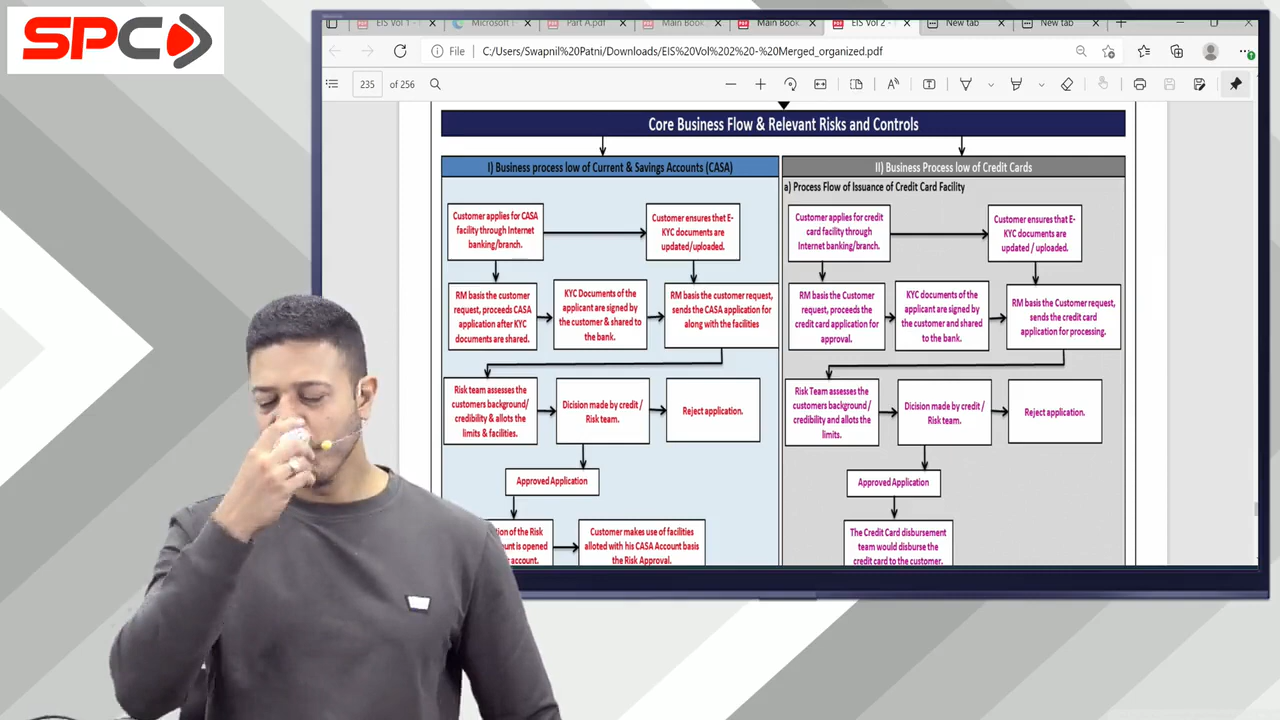 SPC
EIS Vol 1 -
Microsoft
Part A.pdf
Main Book
Main Book
EIS Vol 2 -
New tab
New tab
File
C:/Users/Swapnil%20Patni/Downloads/EIS%20Vol%202%20-%20Merged_organized.pdf
235 of 256
Core Business Flow & Relevant Risks and Controls
I) Business process low of Current & Savings Accounts (CASA)
Customer applies for CASA
facility through Internet
banking/branch.
Customer ensures thet E-
KYC documents are
updated/uploaded.
RM basis the customer
request, proceeds CASA
application after KYC
documents are shared.
KYC Documents of the
applicant are signed by
the customer & shared to
the bank.
RM basis the customer request,
sends the CASA application for
along with the facilities
Risk team assesses the
customers background/
credibility & allots the
limits & facilities.
Dicision made by credit /
Risk team.
Reject application.
Approved Application
tion of the Risk
unt is opened
account.
Customer makes use of facilities
alloted with his CASA Account basis
the Risk Approval.
II) Business Process low of Credit Cards
a) Process Flow of Issuance of Credit Card Facility
Customer applies for credit
card facility through
Internet banking/branch.
Customer ensures that E-
KYC documents are
updated / uploaded.
RM basis the Customer
request, proceeds the
credit card application for
approval.
KYC documents of the
applicant are signed by the
customer and shared
to the bank.
RM basis the Customer request,
sends the credit card
application for processing.
Risk Team assesses the
customers background /
credibility and allots the
limits.
Dicision made by credit /
Risk team.
Reject application.
Approved Application
The Credit Card disbursement
team would disburse the
credit card to the customer.